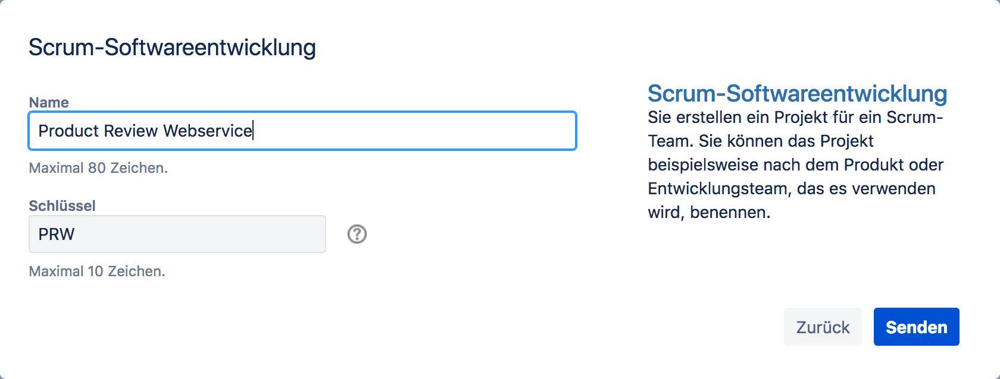 Scrum-Softwareentwicklung
Name
Product Review Webservice
Maximal 80 Zeichen.
Schlüssel
PRW
?
Maximal 10 Zeichen.
Scrum-Softwareentwicklung
Sie erstellen ein Projekt für ein Scrum-
Team. Sie können das Projekt
beispielsweise nach dem Produkt oder
Entwicklungsteam, das es verwenden
wird, benennen.
Zurück
Senden